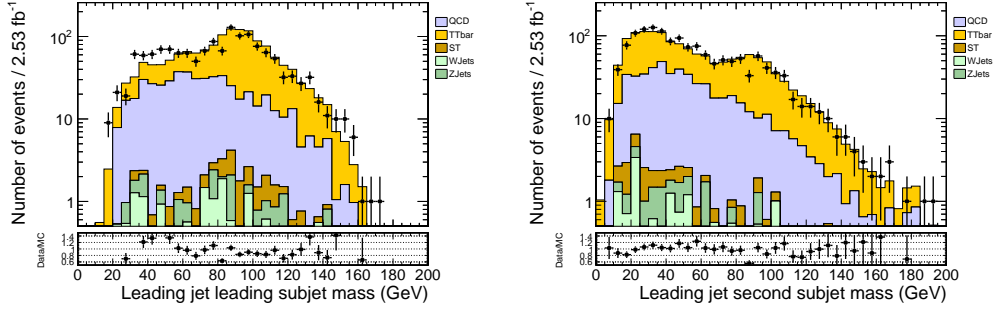 Number of events / 2.53 fb⁻¹
10²
10
1
QCD
TTbar
ST
WJets
ZJets
Data/MC
1.4
1.2
1
0.8
0.6
0 20 40 60 80 100 120 140 160 180 200
Leading jet leading subjet mass (GeV)
Number of events / 2.53 fb⁻¹
10²
10
1
QCD
TTbar
ST
WJets
ZJets
Data/MC
1.4
1.2
1
0.8
0.6
0 20 40 60 80 100 120 140 160 180 200
Leading jet second subjet mass (GeV)